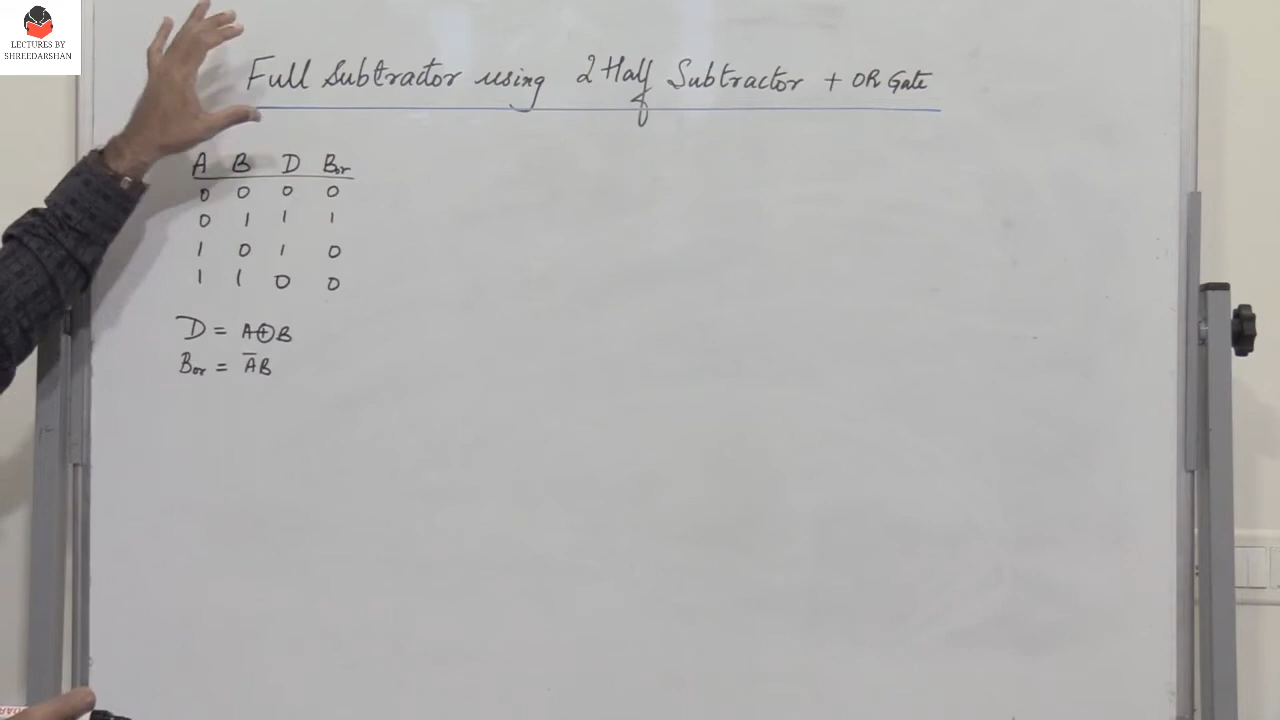 LECTURES BY
SHREEDARSHAN
Full Subtractor using 2 Half Subtractor + OR Gate
A B D Bor
0 0 0 0
0 1 1 1
1 0 1 0
1 1 0 0
D = A⊕B
Bor = A̅B